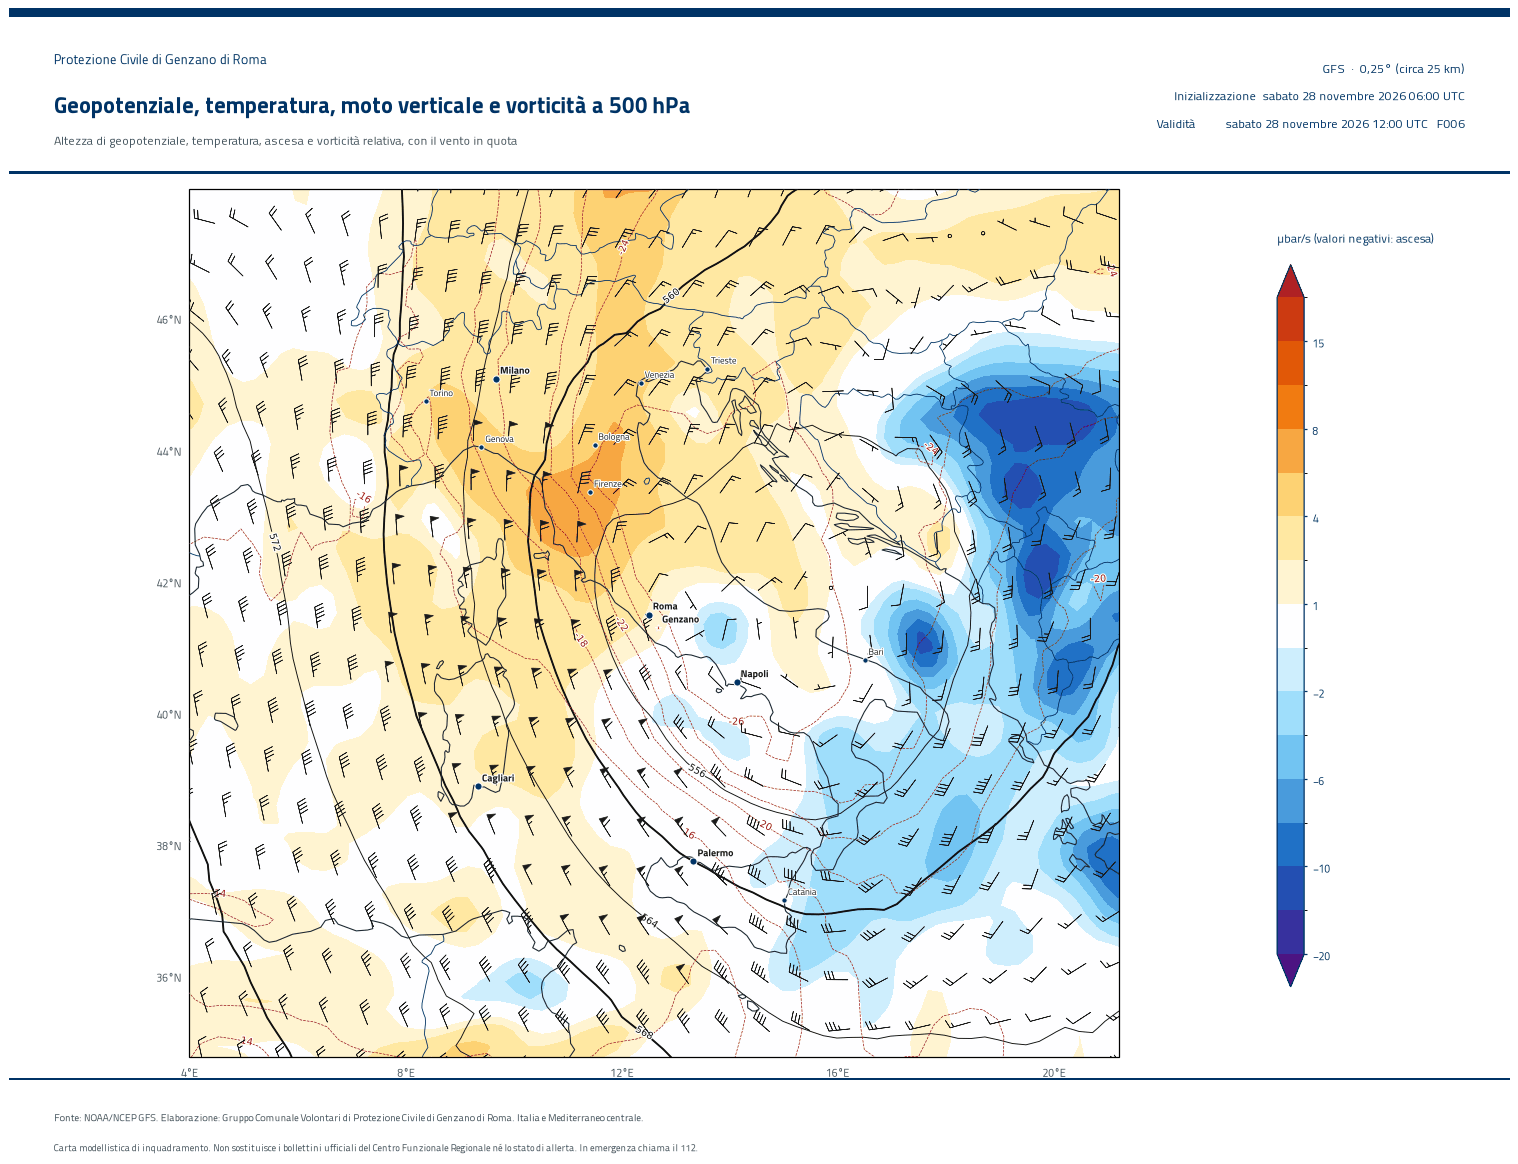 Protezione Civile di Genzano di Roma
Geopotenziale, temperatura, moto verticale e vorticità a 500 hPa
Altezza di geopotenziale, temperatura, ascesa e vorticità relativa, con il vento in quota
GFS · 0,25° (circa 25 km)
Inizializzazione sabato 28 novembre 2026 06:00 UTC
Validità sabato 28 novembre 2026 12:00 UTC F006
µbar/s (valori negativi: ascesa)
15
8
4
1
−2
−6
−10
−20
46°N
44°N
42°N
40°N
38°N
36°N
4°E
8°E
12°E
16°E
20°E
-24
24
560
Trieste
Milano
Venezia
Torino
Genova
Bologna
-24
Firenze
-16
572
-20
Roma
Genzano
22
-18
Bari
Napoli
-26
556
Cagliari
20
16
Palermo
Catania
14
564
568
-14
Fonte: NOAA/NCEP GFS. Elaborazione: Gruppo Comunale Volontari di Protezione Civile di Genzano di Roma. Italia e Mediterraneo centrale.
Carta modellistica di inquadramento. Non sostituisce i bollettini ufficiali del Centro Funzionale Regionale né lo stato di allerta. In emergenza chiama il 112.